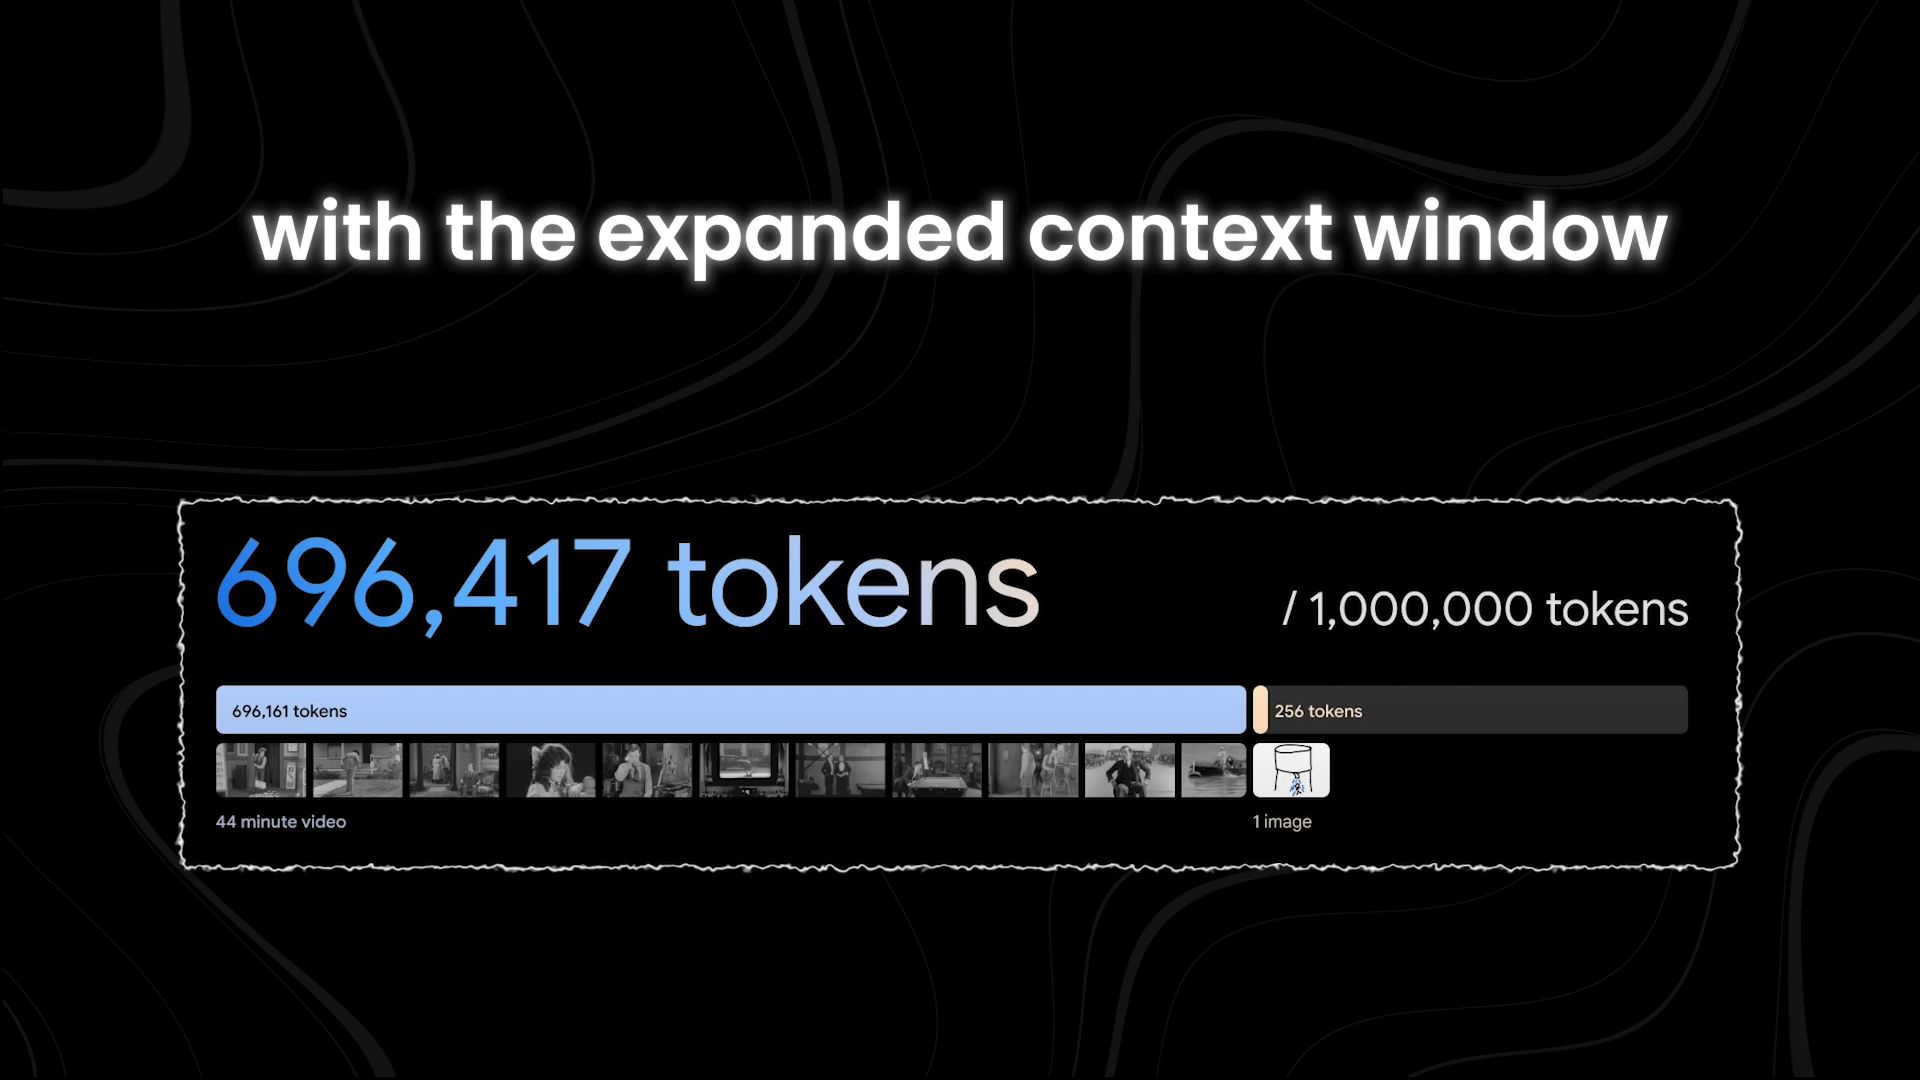 with the expanded context window
696,417 tokens
/ 1,000,000 tokens
696,161 tokens
256 tokens
44 minute video
1 image